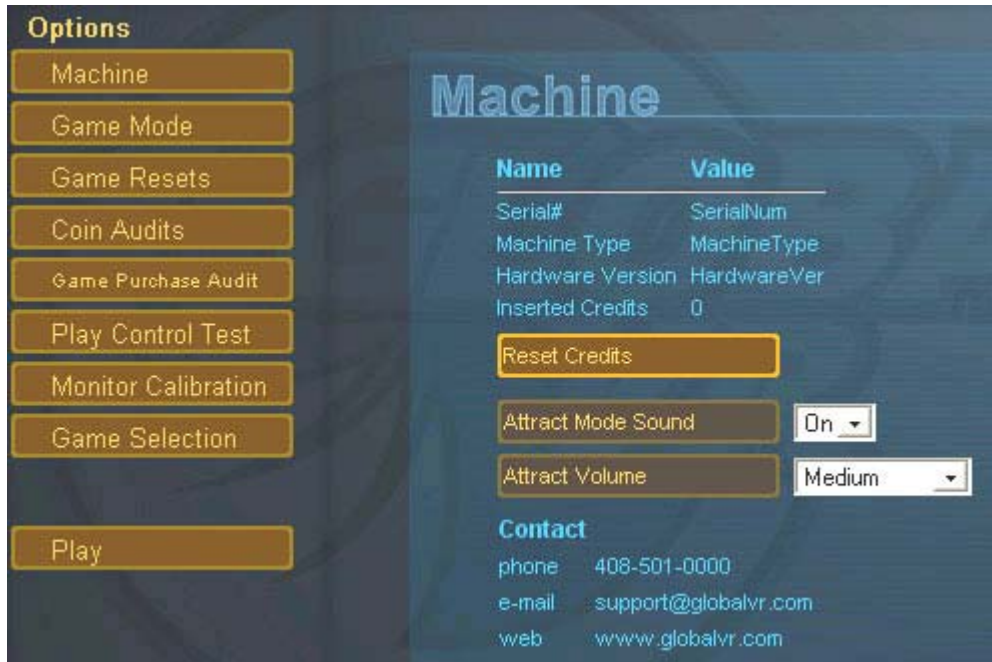 Options
Machine
Game Mode
Game Resets
Coin Audits
Game Purchase Audit
Play Control Test
Monitor Calibration
Game Selection
Play
Machine
Name Value
Serial# SerialNum
Machine Type MachineType
Hardware Version HardwareVer
Inserted Credits 0
Reset Credits
Attract Mode Sound On
Attract Volume Medium
Contact
phone 408-501-0000
e-mail support@globalvr.com
web www.globalvr.com